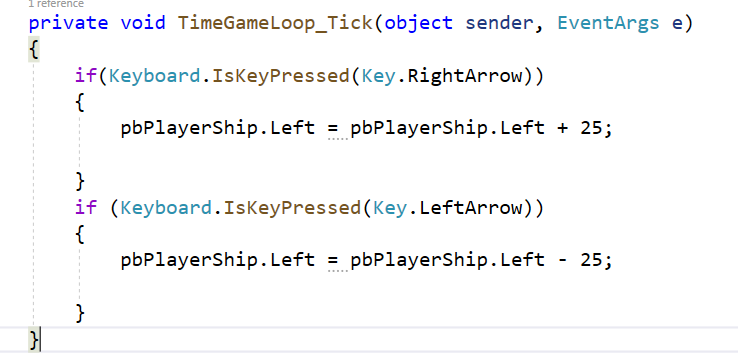 1 reference
private void TimeGameLoop_Tick(object sender, EventArgs e)
{
if(Keyboard.IsKeyPressed(Key.RightArrow))
{
pbPlayerShip.Left = pbPlayerShip.Left + 25;
}
if (Keyboard.IsKeyPressed(Key.LeftArrow))
{
pbPlayerShip.Left = pbPlayerShip.Left - 25;
}
}